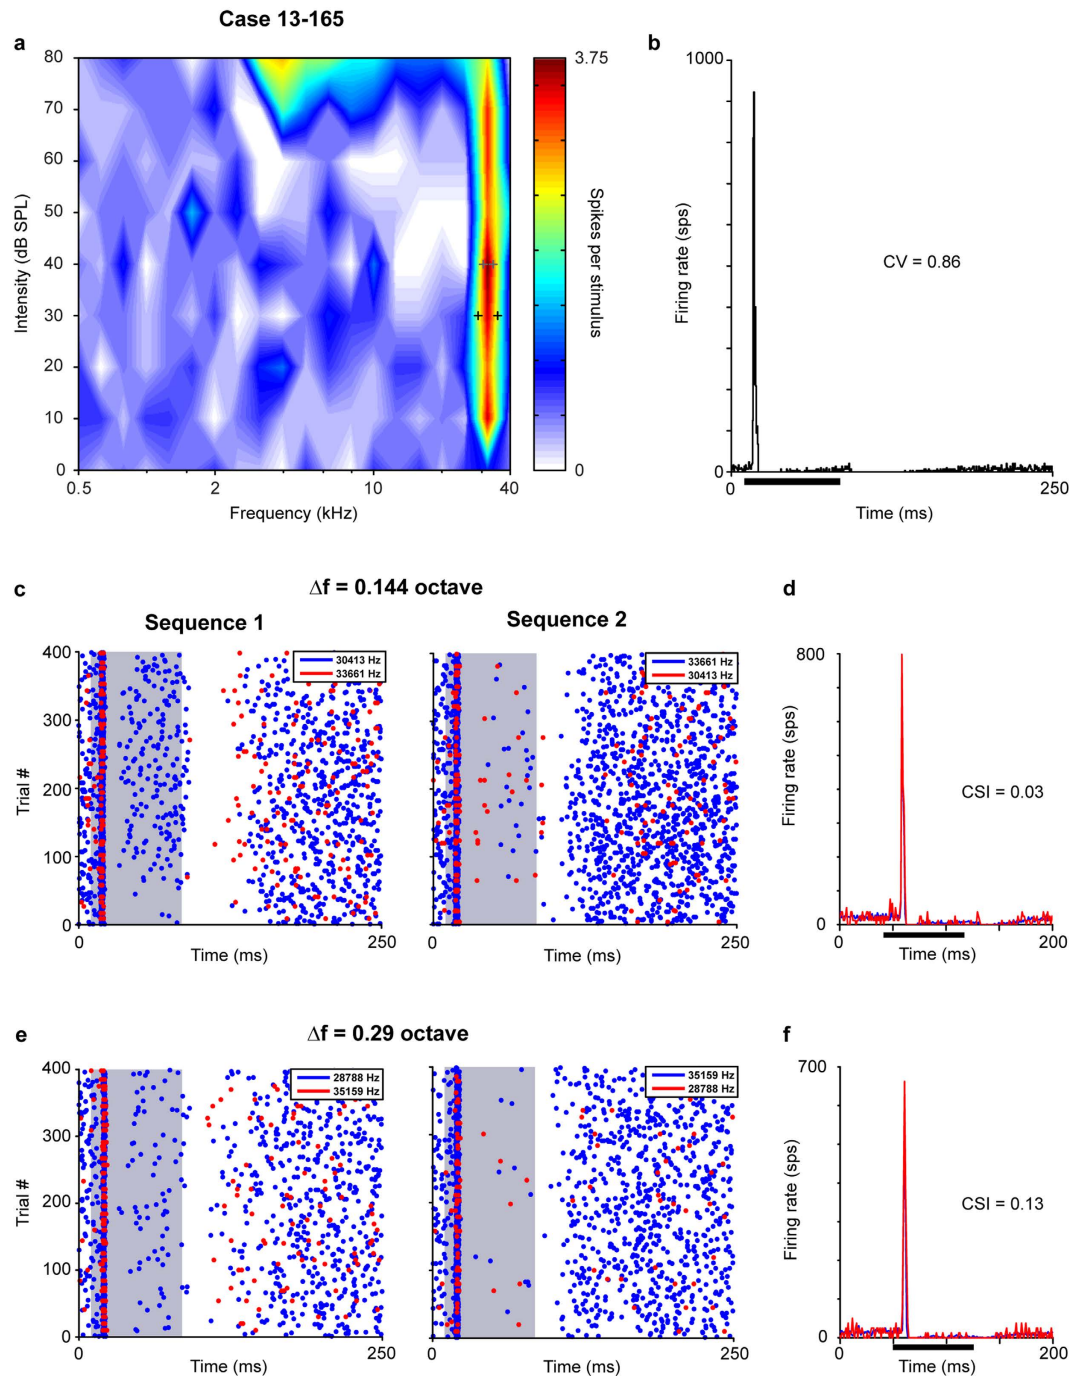 Case 13-165
a
80
70
60
50
40
30
20
10
0
Intensity (dB SPL)
0.5
2
10
40
Frequency (kHz)
3.75
0
Spikes per stimulus
b
1000
0
Firing rate (sps)
CV = 0.86
0
250
Time (ms)
c
Δf = 0.144 octave
Sequence 1
Sequence 2
400
300
200
100
0
Trial #
30413 Hz
33661 Hz
0
250
Time (ms)
33661 Hz
30413 Hz
0
250
Time (ms)
d
800
0
Firing rate (sps)
CSI = 0.03
0
200
Time (ms)
e
Δf = 0.29 octave
400
300
200
100
0
Trial #
28788 Hz
35159 Hz
0
250
Time (ms)
35159 Hz
28788 Hz
0
250
Time (ms)
f
700
0
Firing rate (sps)
CSI = 0.13
0
200
Time (ms)